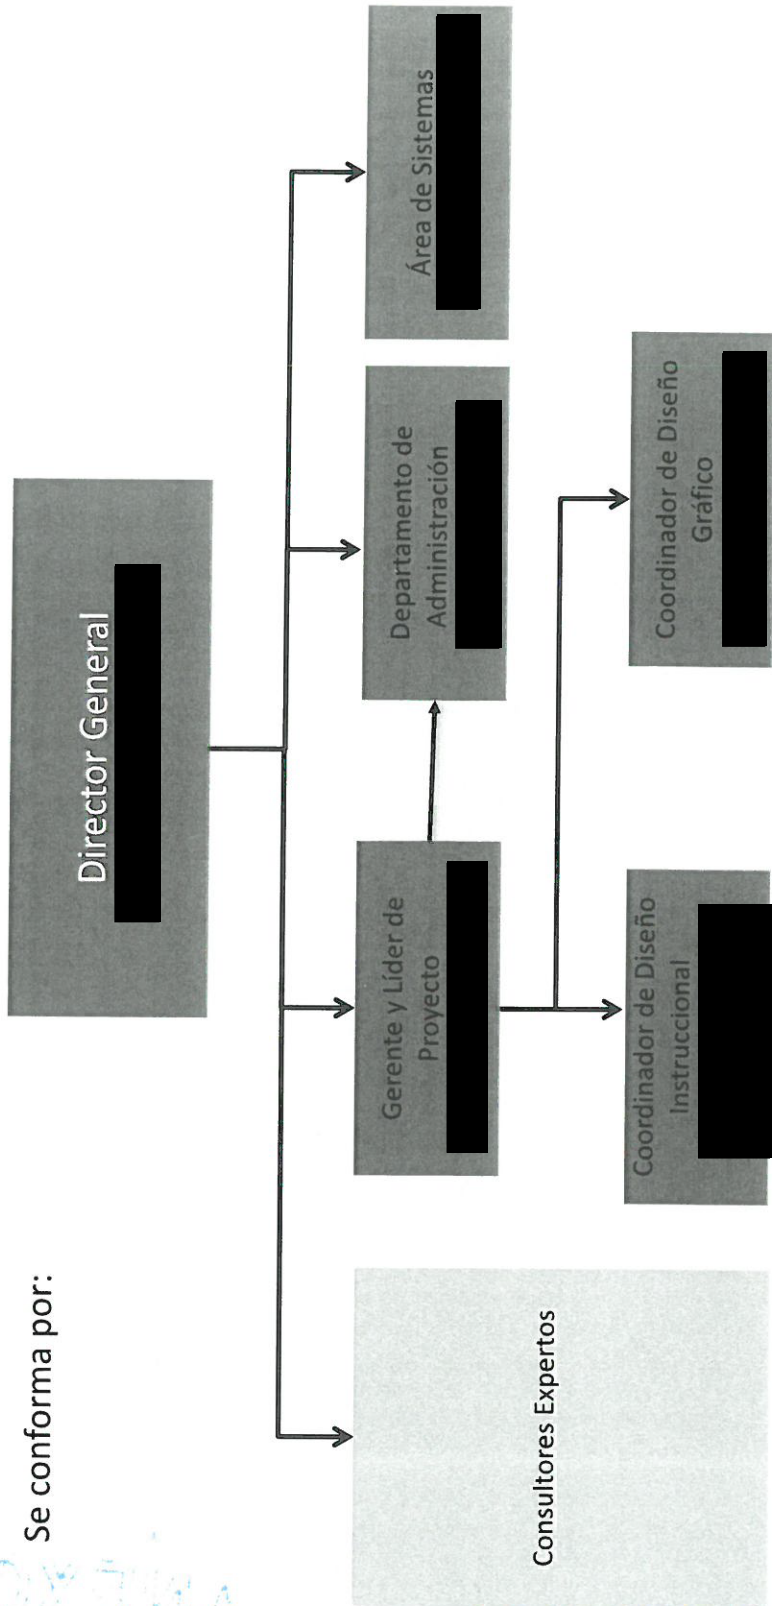 Se conforma por:
Director General
Consultores Expertos
Gerente y Líder de
Proyecto
Departamento de
Administración
Área de Sistemas
Coordinador de Diseño
Instruccional
Coordinador de Diseño
Gráfico